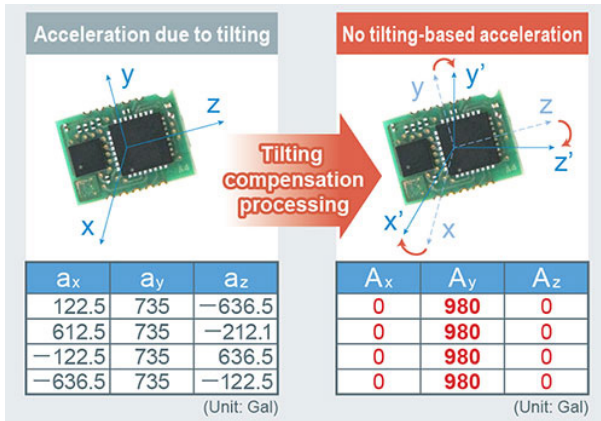 Acceleration due to tilting
No tilting-based acceleration
y
z
x
Tilting
compensation
processing
y
y'
z
z'
x'
x
ax ay az
122.5 735 −636.5
612.5 735 −212.1
−122.5 735 636.5
−636.5 735 −122.5
(Unit: Gal)
Ax Ay Az
0 980 0
0 980 0
0 980 0
0 980 0
(Unit: Gal)